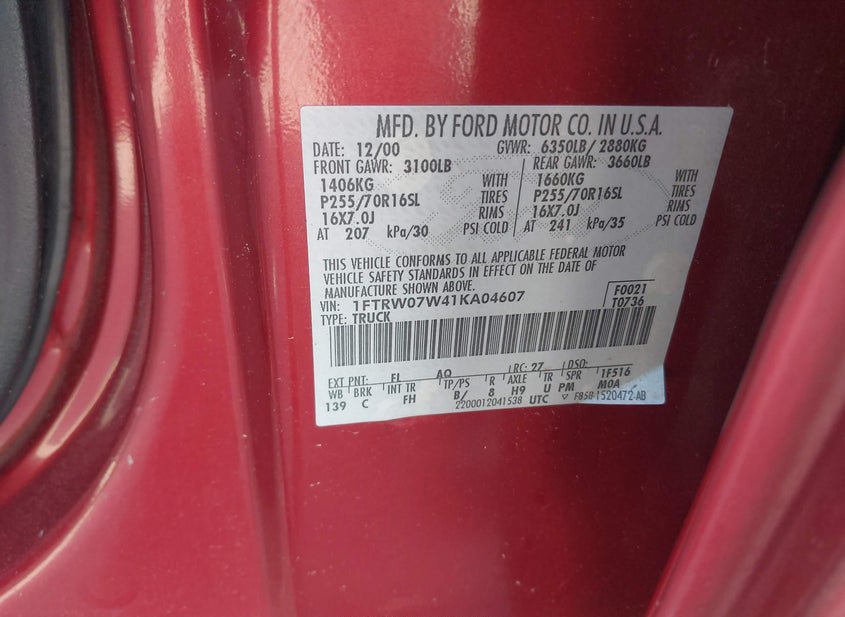 MFD. BY FORD MOTOR CO. IN U.S.A.
DATE: 12/00 GVWR: 6350LB/ 2880KG
FRONT GAWR: 3100LB REAR GAWR: 3660LB
1406KG WITH 1660KG WITH
P255/70R16SL TIRES P255/70R16SL TIRES
16X7.0J RIMS 16X7.0J RIMS
AT 207 kPa/30 PSI COLD AT 241 kPa/35 PSI COLD
THIS VEHICLE CONFORMS TO ALL APPLICABLE FEDERAL MOTOR
VEHICLE SAFETY STANDARDS IN EFFECT ON THE DATE OF
MANUFACTURE SHOWN ABOVE.
VIN: 1FTRW07W41KA04607 F0021
TYPE: TRUCK T0736
EXT PNT: FL AQ RC: 27 DSO:
WB BRK INT TR TP/PS R AXLE TR SPR 1F516
139 C FH B/ 8 H9 U PM MOA
2200012041538 UTC ▽ F85B-1520472-AB